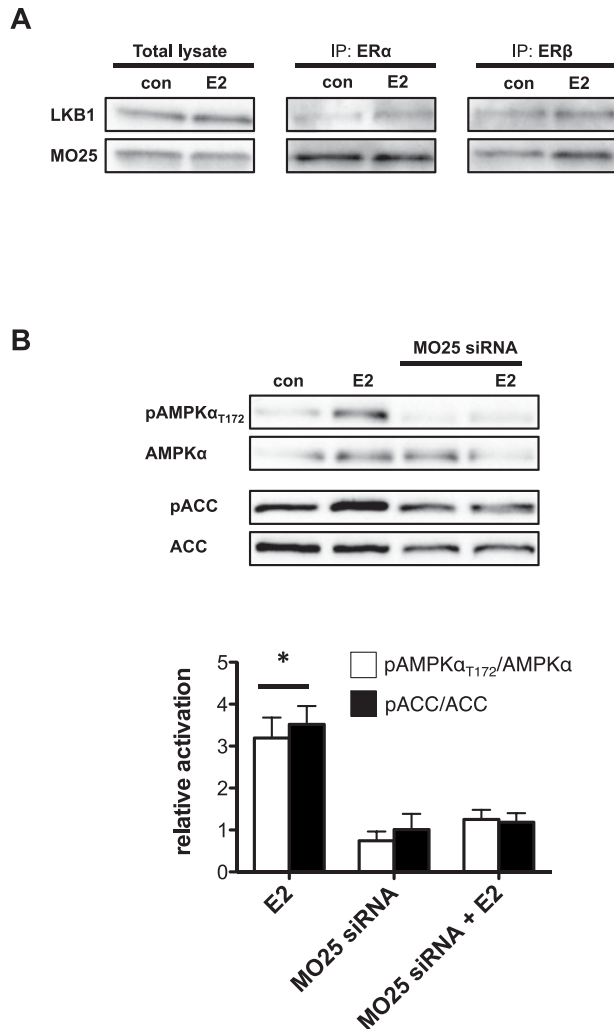 A
Total lysate IP: ERα IP: ERβ
con E2 con E2 con E2
LKB1
MO25
B
MO25 siRNA
con E2 E2
pAMPKαT172
AMPKα
pACC
ACC
5
4
3
2
1
0
relative activation
*
pAMPKαT172/AMPKα
pACC/ACC
E2
MO25 siRNA
MO25 siRNA + E2